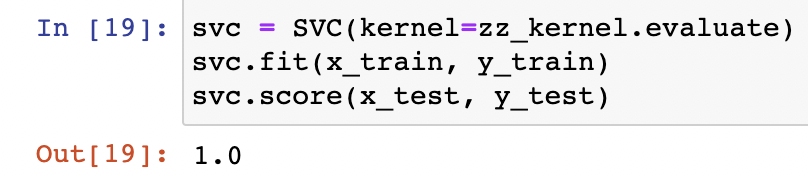 In [19]: svc = SVC(kernel=zz_kernel.evaluate)
svc.fit(x_train, y_train)
svc.score(x_test, y_test)
Out[19]: 1.0